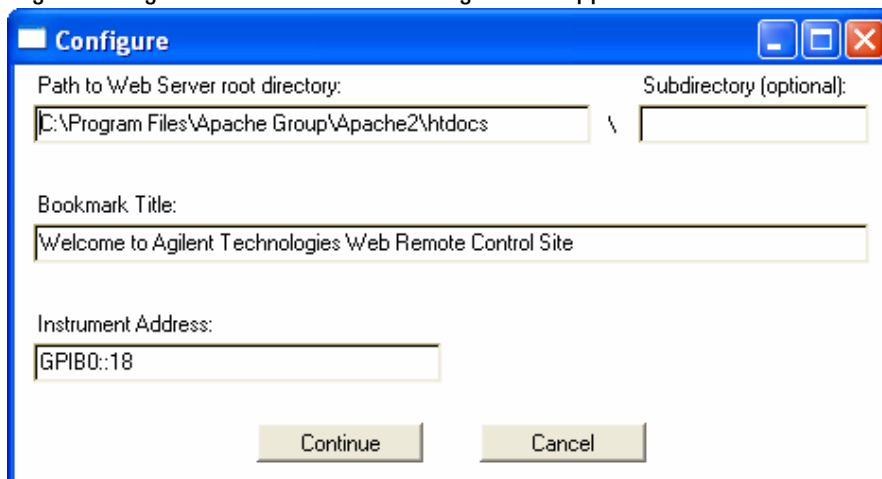 Configure
Path to Web Server root directory: Subdirectory (optional):
C:\Program Files\Apache Group\Apache2\htdocs \
Bookmark Title:
Welcome to Agilent Technologies Web Remote Control Site
Instrument Address:
GPIB0::18
Continue Cancel